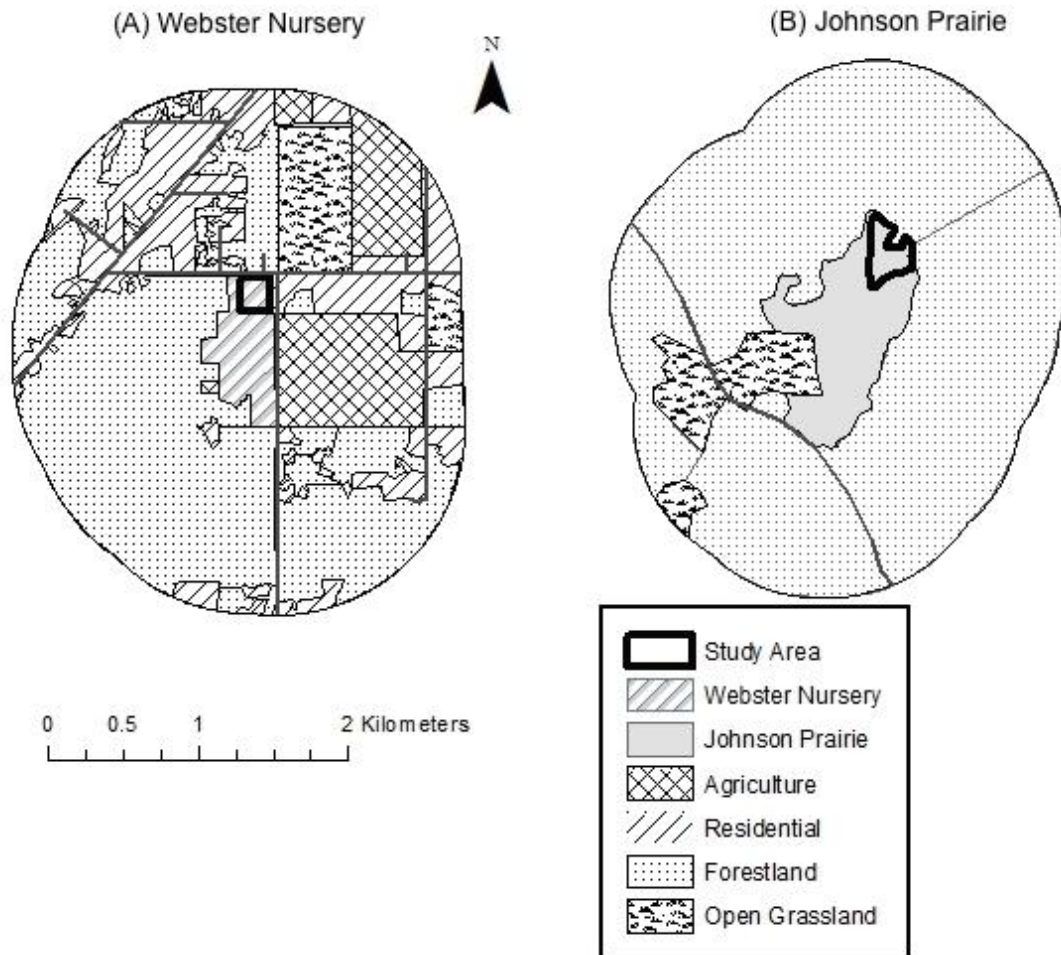 (A) Webster Nursery
(B) Johnson Prairie
N
0 0.5 1 2 Kilometers
Study Area
Webster Nursery
Johnson Prairie
Agriculture
Residential
Forestland
Open Grassland